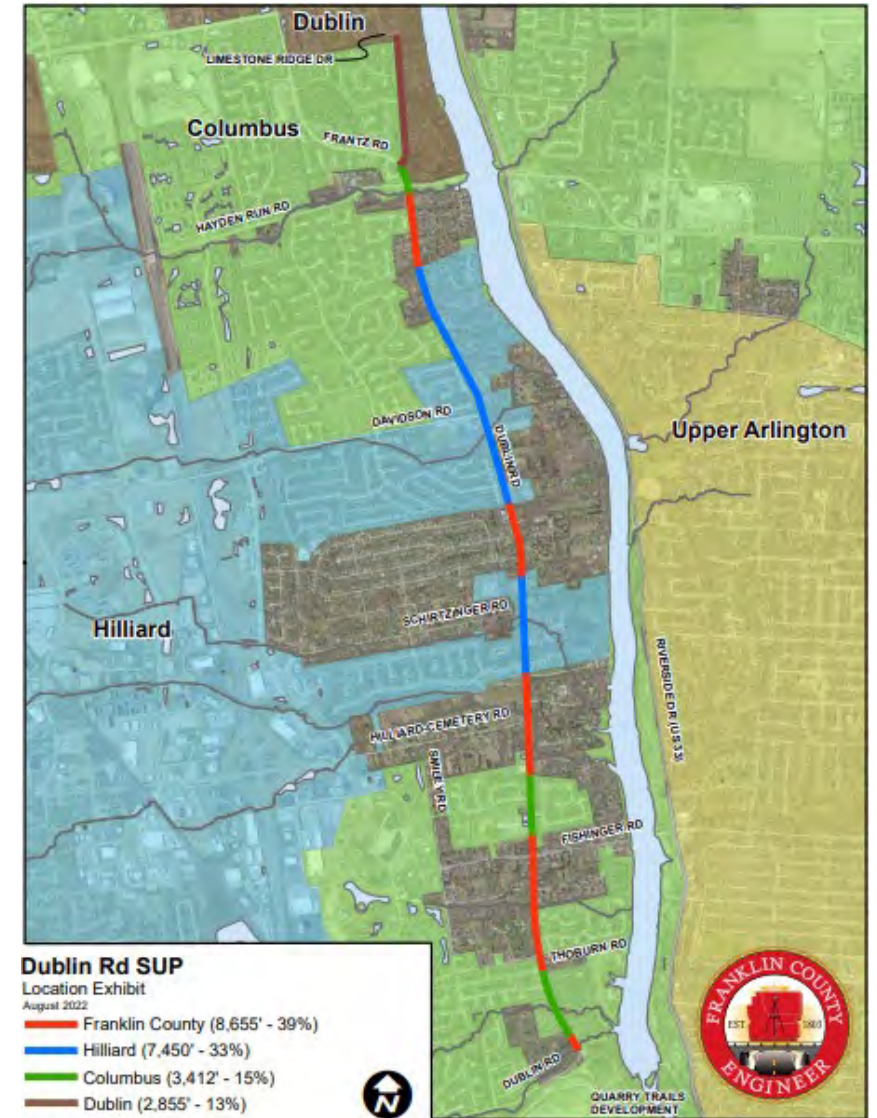 Dublin
LIMESTONE RIDGE DR
Columbus
FRANTZ RD
HAYDEN RUN RD
DAVIDSON RD
DUBLIN RD
Upper Arlington
SCHIRTZINGER RD
Hilliard
RIVERSIDE DR (US 33)
HILLIARD-CEMETERY RD
SMILEY RD
FISHINGER RD
THOBURN RD
DUBLIN RD
QUARRY TRAILS
DEVELOPMENT
Dublin Rd SUP
Location Exhibit
August 2022
Franklin County (8,655' - 39%)
Hilliard (7,450' - 33%)
Columbus (3,412' - 15%)
Dublin (2,855' - 13%)
N
FRANKLIN COUNTY
EST 1803
ENGINEER